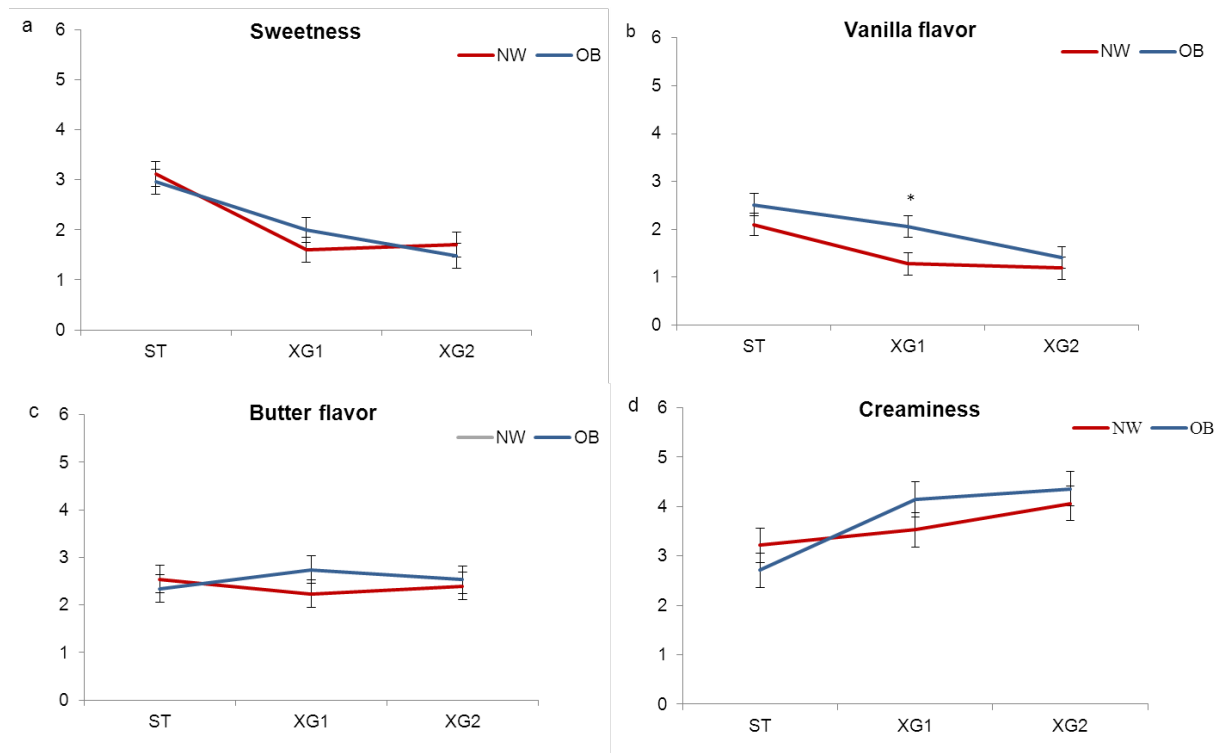 a
Sweetness
NW OB
6
5
4
3
2
1
0
ST XG1 XG2
b
Vanilla flavor
NW OB
6
5
4
3
*
2
1
0
ST XG1 XG2
c
Butter flavor
NW OB
6
5
4
3
2
1
0
ST XG1 XG2
d
Creaminess
NW OB
6
5
4
3
2
1
0
ST XG1 XG2